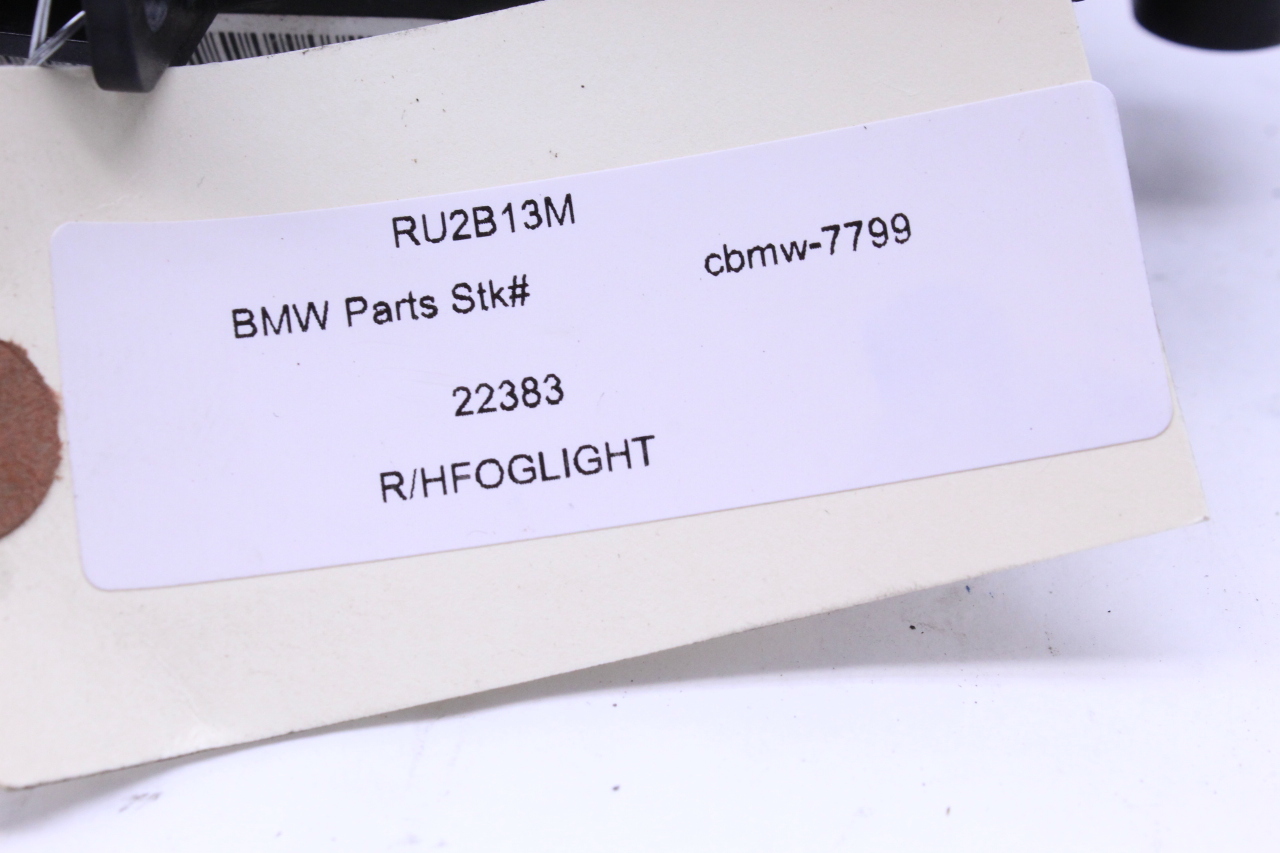 RU2B13M
BMW Parts Stk# cbmw-7799
22383
R/HFOGLIGHT